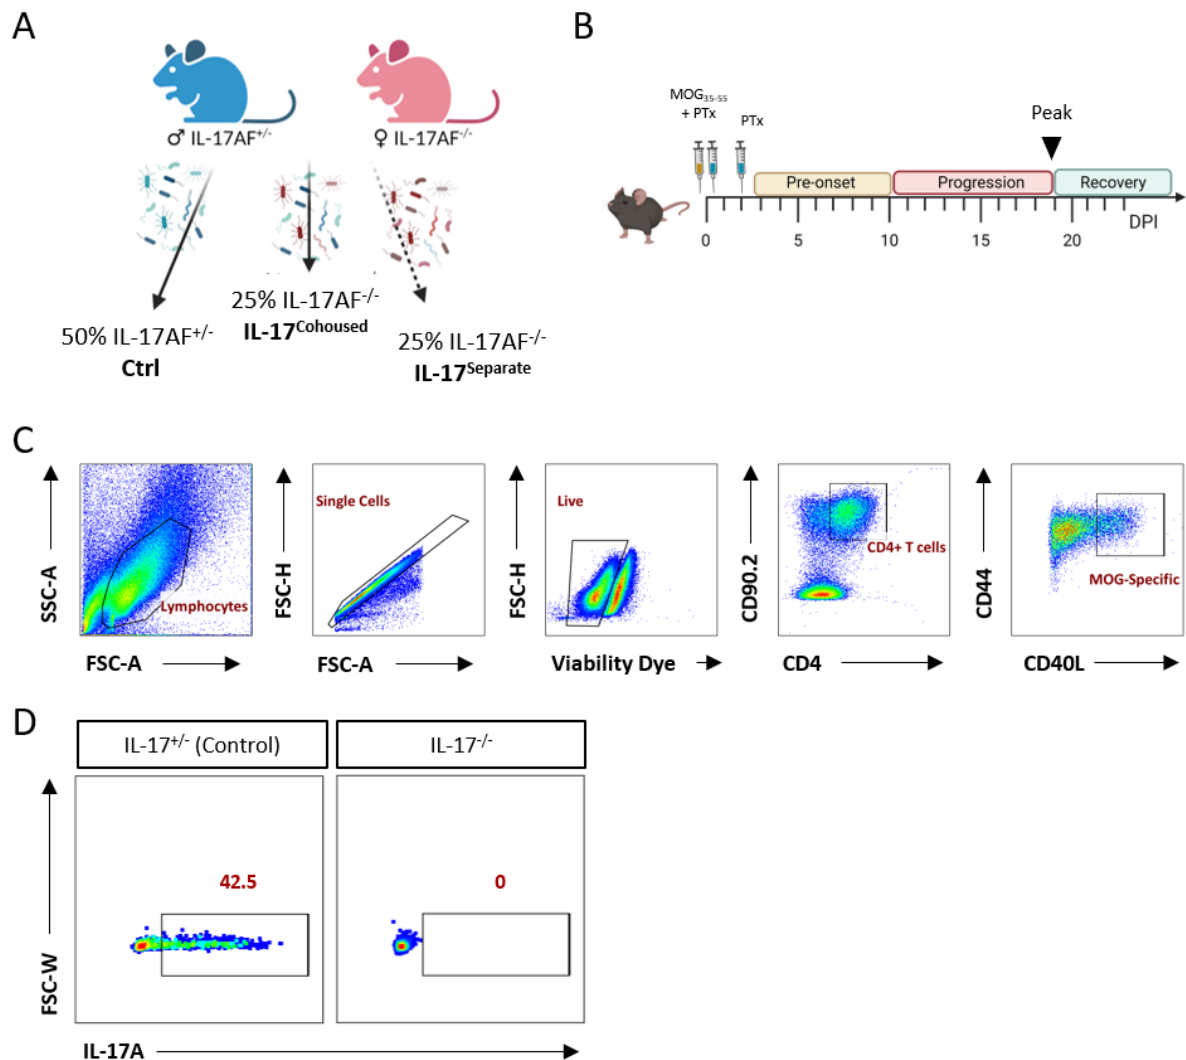 A
♂ IL-17AF+/-
♀ IL-17AF-/-
50% IL-17AF+/-
Ctrl
25% IL-17AF-/-
IL-17Cohoused
25% IL-17AF-/-
IL-17Separate
B
MOG35-55
+ PTx
PTx
Peak
Pre-onset
Progression
Recovery
DPI
0 5 10 15 20
C
SSC-A
Lymphocytes
FSC-A
FSC-H
Single Cells
FSC-A
FSC-H
Live
Viability Dye
CD90.2
CD4+ T cells
CD4
CD44
MOG-Specific
CD40L
D
IL-17+/- (Control)
IL-17-/-
42.5
0
FSC-W
IL-17A